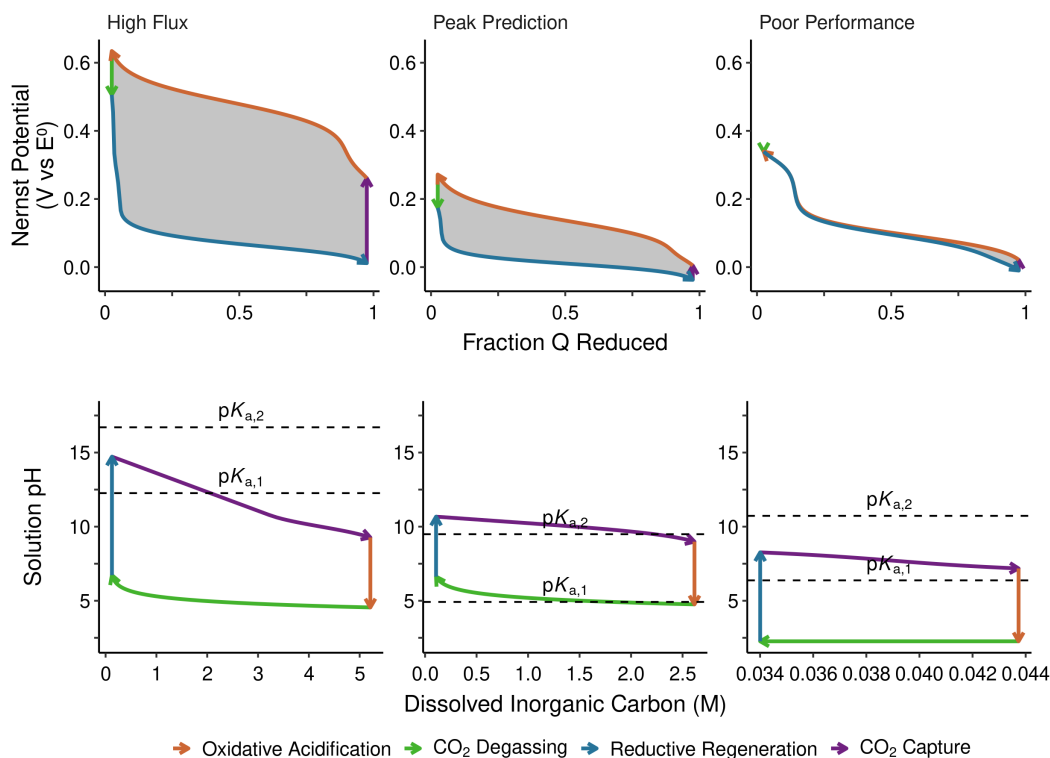 High Flux
Peak Prediction
Poor Performance
Nernst Potential
(V vs E⁰)
0.6
0.4
0.2
0.0
0.6
0.4
0.2
0.0
0.6
0.4
0.2
0.0
0 0.5 1
0 0.5 1
0 0.5 1
Fraction Q Reduced
Solution pH
15
10
5
pKa,2
pKa,1
15
10
5
pKa,2
pKa,1
15
10
5
pKa,2
pKa,1
0 1 2 3 4 5
0.0 0.5 1.0 1.5 2.0 2.5
0.034 0.036 0.038 0.040 0.042 0.044
Dissolved Inorganic Carbon (M)
Oxidative Acidification CO₂ Degassing Reductive Regeneration CO₂ Capture